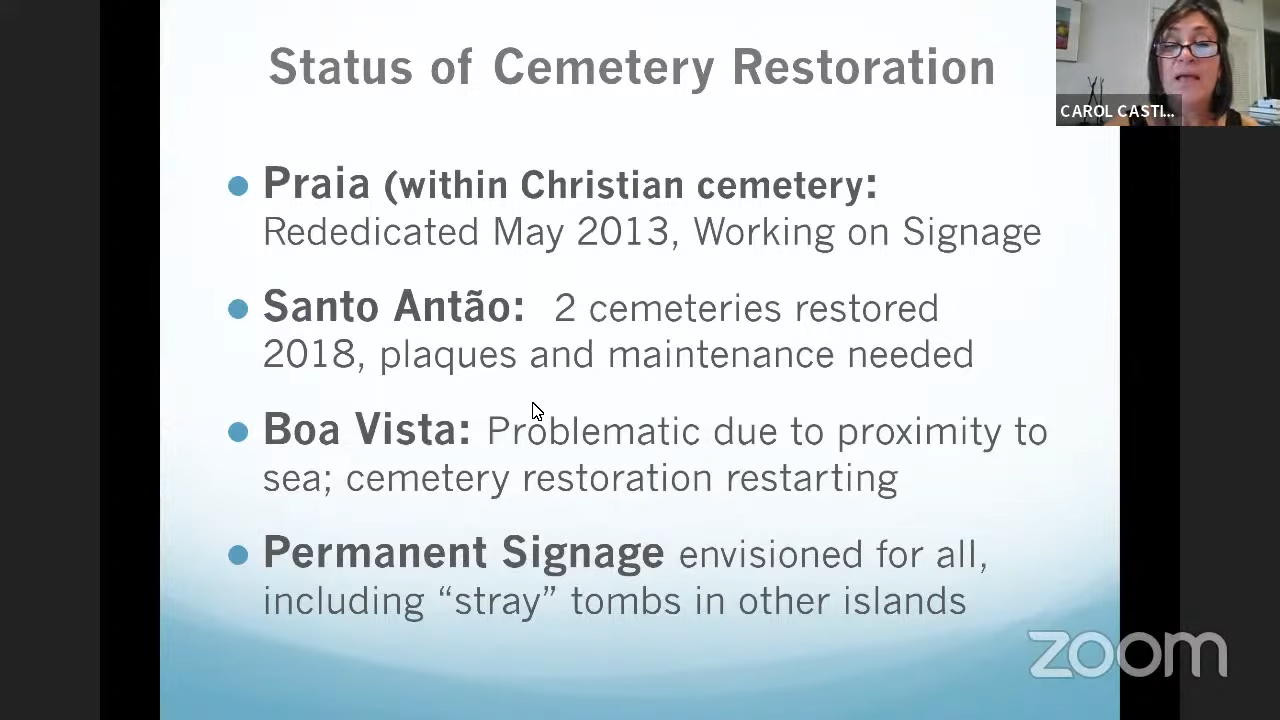 Status of Cemetery Restoration
CAROL CASTI...
Praia (within Christian cemetery:
Rededicated May 2013, Working on Signage
Santo Antão: 2 cemeteries restored
2018, plaques and maintenance needed
Boa Vista: Problematic due to proximity to
sea; cemetery restoration restarting
Permanent Signage envisioned for all,
including “stray” tombs in other islands
zoom